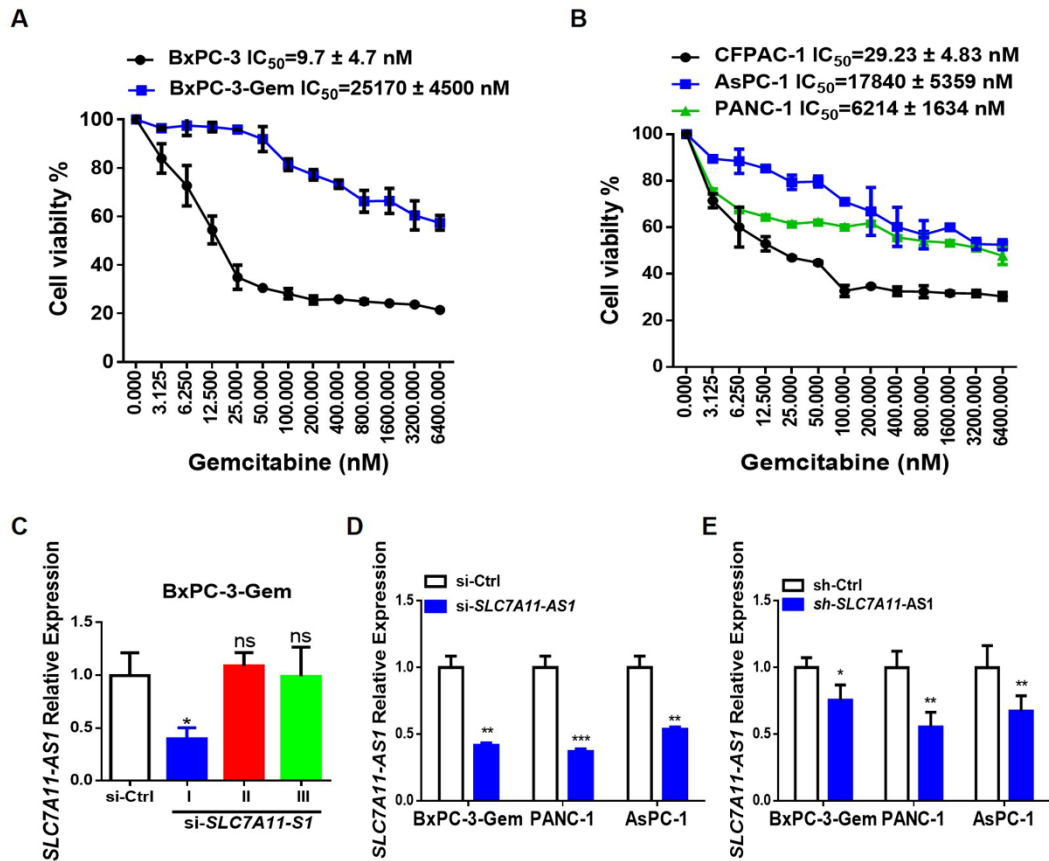 A
BxPC-3 IC50=9.7 ± 4.7 nM
BxPC-3-Gem IC50=25170 ± 4500 nM
Cell viabilty %
100
80
60
40
20
0
0.000
3.125
6.250
12.500
25.000
50.000
100.000
200.000
400.000
800.000
1600.000
3200.000
6400.000
Gemcitabine (nM)
B
CFPAC-1 IC50=29.23 ± 4.83 nM
AsPC-1 IC50=17840 ± 5359 nM
PANC-1 IC50=6214 ± 1634 nM
Cell viabilty %
100
80
60
40
20
0
0.000
3.125
6.250
12.500
25.000
50.000
100.000
200.000
400.000
800.000
1600.000
3200.000
6400.000
Gemcitabine (nM)
C
BxPC-3-Gem
SLC7A11-AS1 Relative Expression
1.5
1.0
0.5
0.0
*
ns
ns
si-Ctrl
I
II
III
si-SLC7A11-S1
D
si-Ctrl
si-SLC7A11-AS1
SLC7A11-AS1 Relative Expression
1.5
1.0
0.5
0.0
**
***
**
BxPC-3-Gem
PANC-1
AsPC-1
E
sh-Ctrl
sh-SLC7A11-AS1
SLC7A11-AS1 Relative Expression
1.5
1.0
0.5
0.0
*
**
**
BxPC-3-Gem
PANC-1
AsPC-1